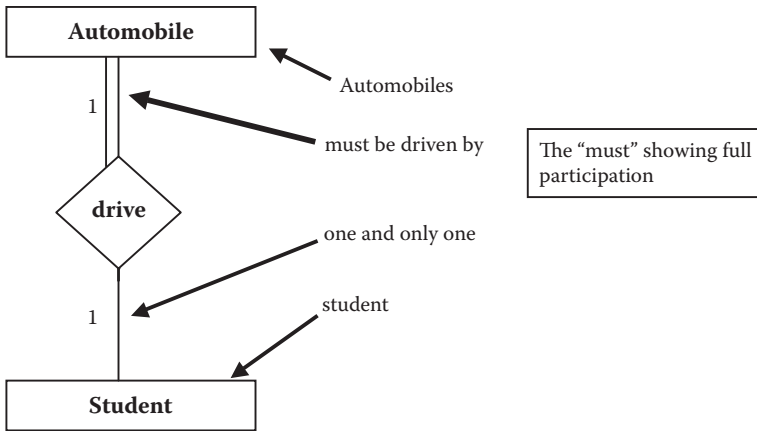 Automobile
Automobiles
1
must be driven by
The “must” showing full
participation
drive
one and only one
student
1
Student